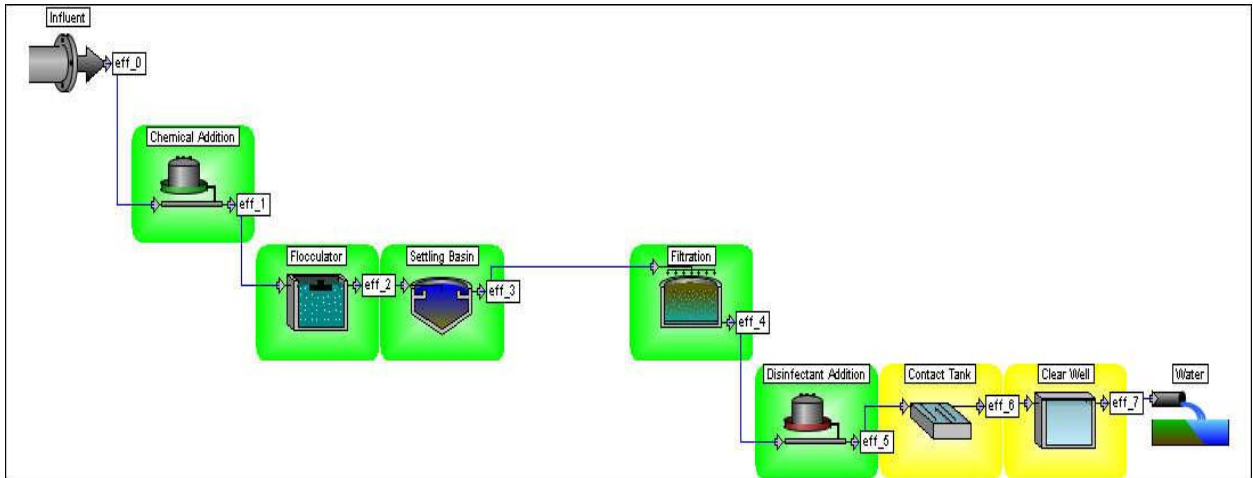 Influent
eff_0
Chemical Addition
eff_1
Flocculator
eff_2
Settling Basin
eff_3
Filtration
eff_4
Disinfectant Addition
eff_5
Contact Tank
eff_6
Clear Well
eff_7
Water